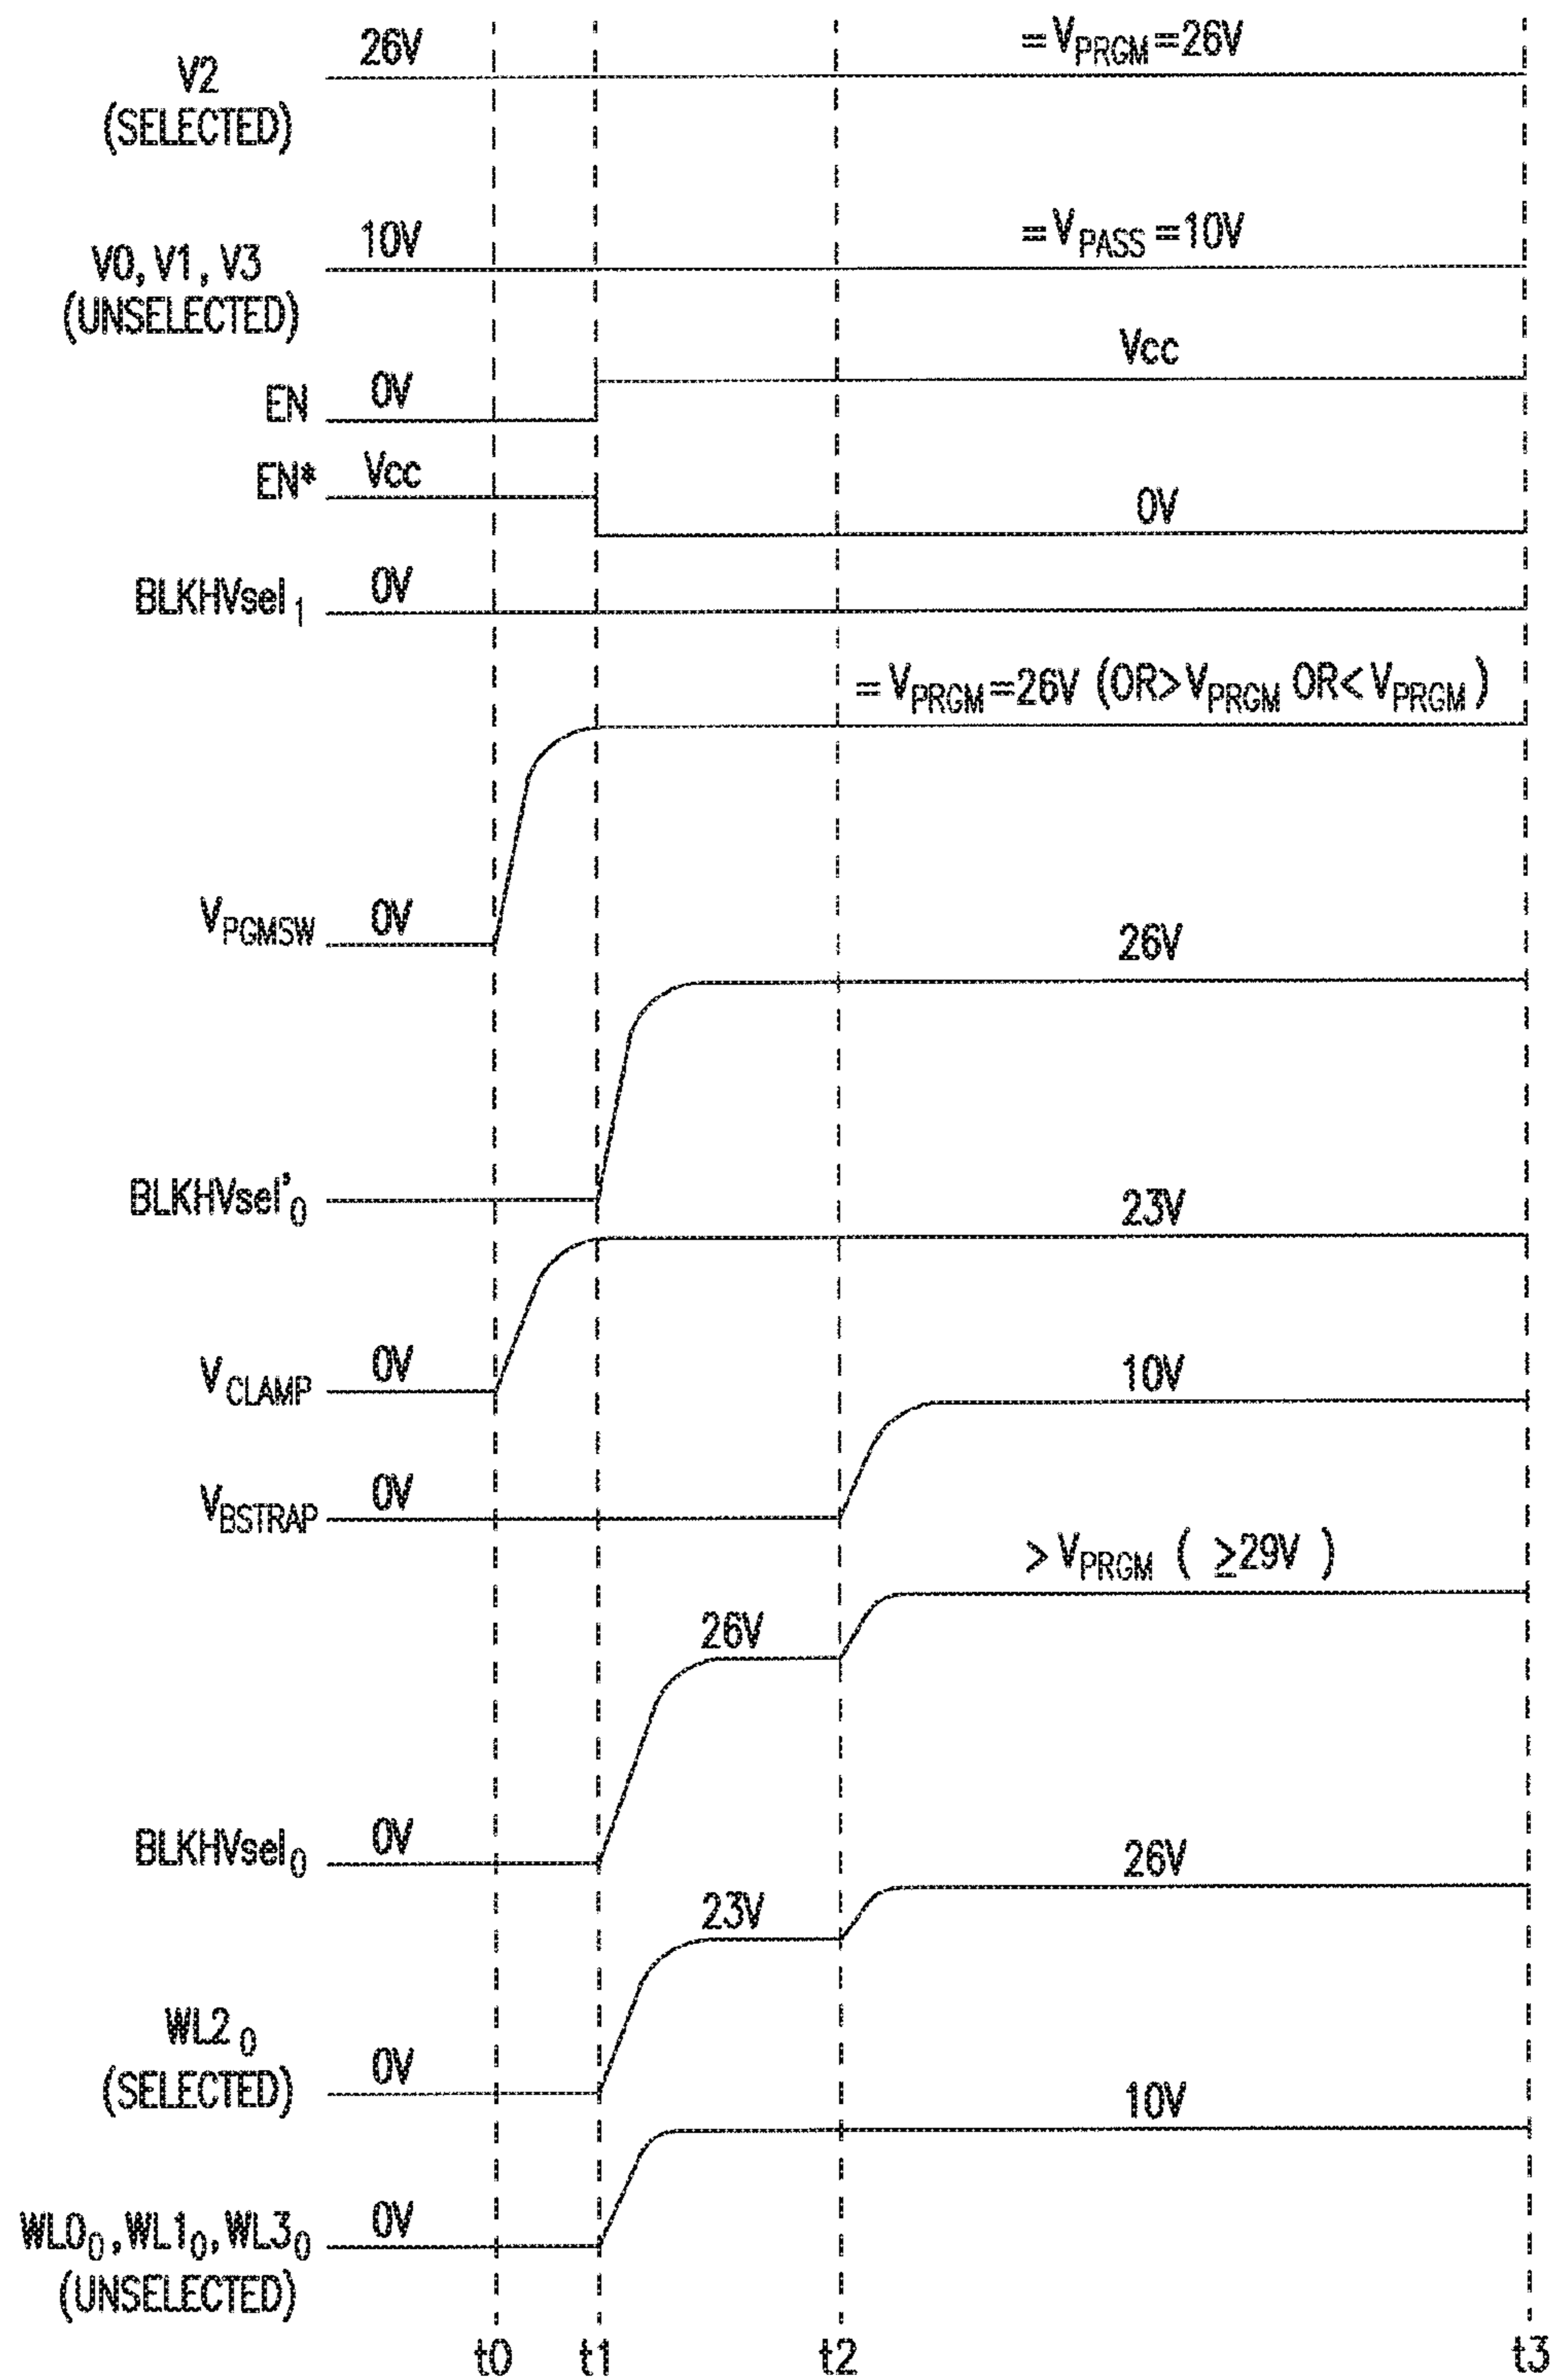 26V
=VPRGM=26V
V2
(SELECTED)
10V
=VPASS=10V
V0, V1, V3
(UNSELECTED)
Vcc
EN 0V
EN* Vcc
0V
BLKHVsel1 0V
=VPRGM=26V (OR>VPRGM OR<VPRGM)
VPGMSW 0V
26V
BLKHVsel'0
23V
VCLAMP 0V
10V
VBSTRAP 0V
>VPRGM ( ≥29V )
26V
BLKHVsel0 0V
26V
23V
WL20
(SELECTED) 0V
10V
WL00, WL10, WL30 0V
(UNSELECTED)
t0 t1 t2 t3